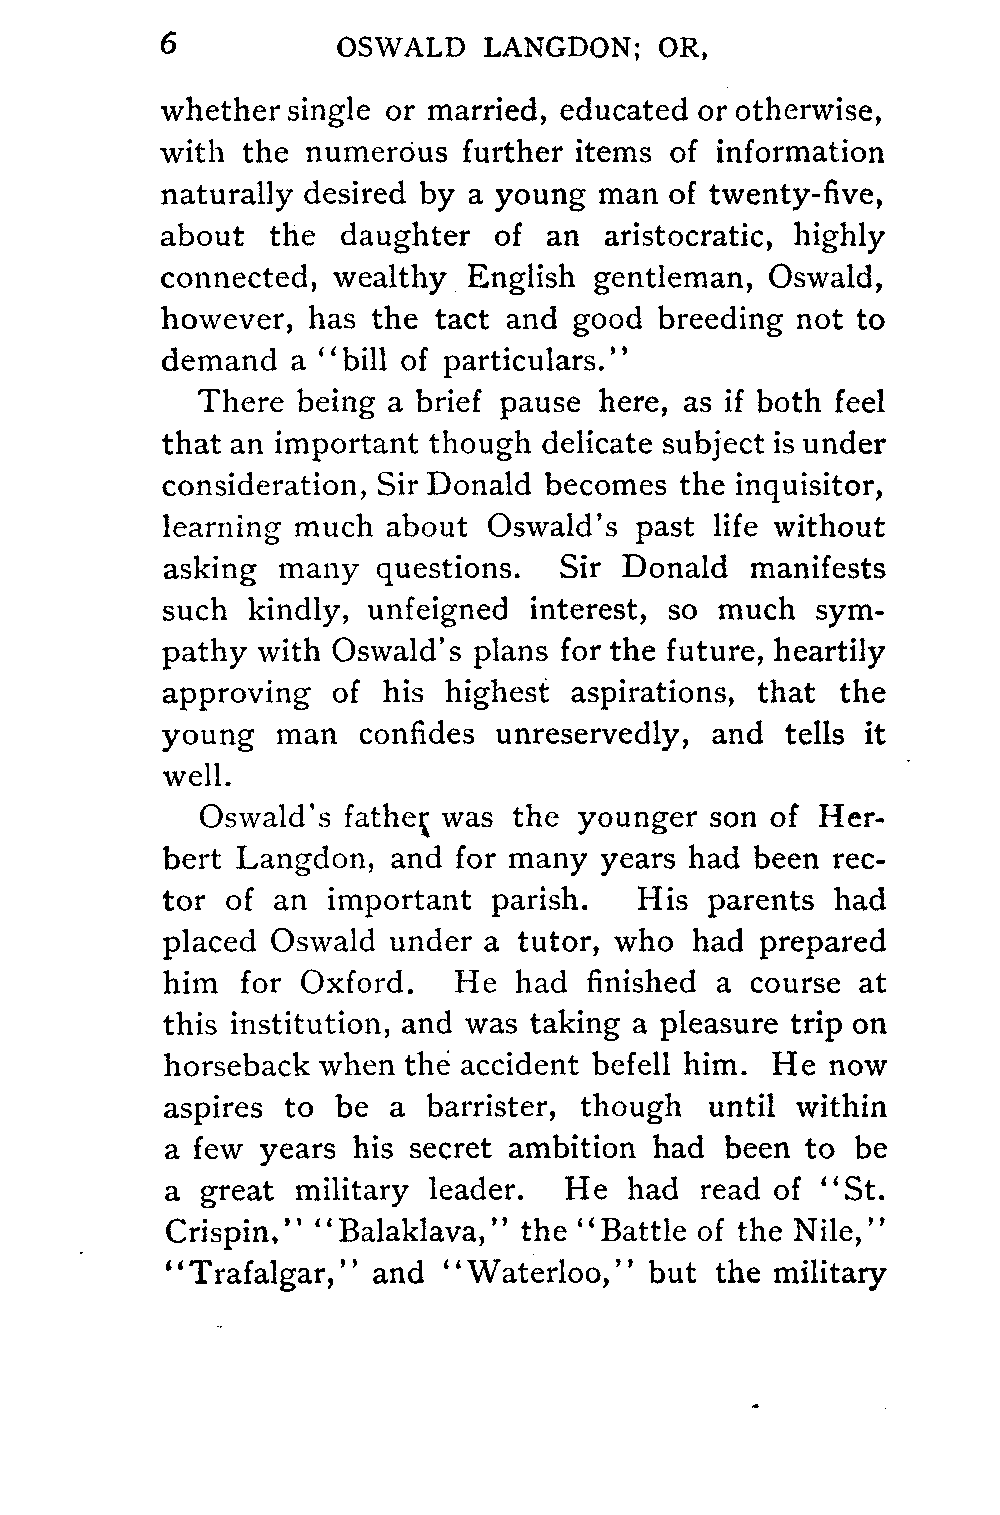 6 OSWALD LANGDON; OR,
whether single or married, educated or otherwise,
with the numerous further items of information
naturally desired by a young man of twenty-five,
about the daughter of an aristocratic, highly
connected, wealthy English gentleman, Oswald,
however, has the tact and good breeding not to
demand a "bill of particulars."
There being a brief pause here, as if both feel
that an important though delicate subject is under
consideration, Sir Donald becomes the inquisitor,
learning much about Oswald's past life without
asking many questions. Sir Donald manifests
such kindly, unfeigned interest, so much sym-
pathy with Oswald's plans for the future, heartily
approving of his highest aspirations, that the
young man confides unreservedly, and tells it
well.
Oswald's father was the younger son of Her-
bert Langdon, and for many years had been rec-
tor of an important parish. His parents had
placed Oswald under a tutor, who had prepared
him for Oxford. He had finished a course at
this institution, and was taking a pleasure trip on
horseback when the accident befell him. He now
aspires to be a barrister, though until within
a few years his secret ambition had been to be
a great military leader. He had read of "St.
Crispin," "Balaklava," the "Battle of the Nile,"
"Trafalgar," and "Waterloo," but the military